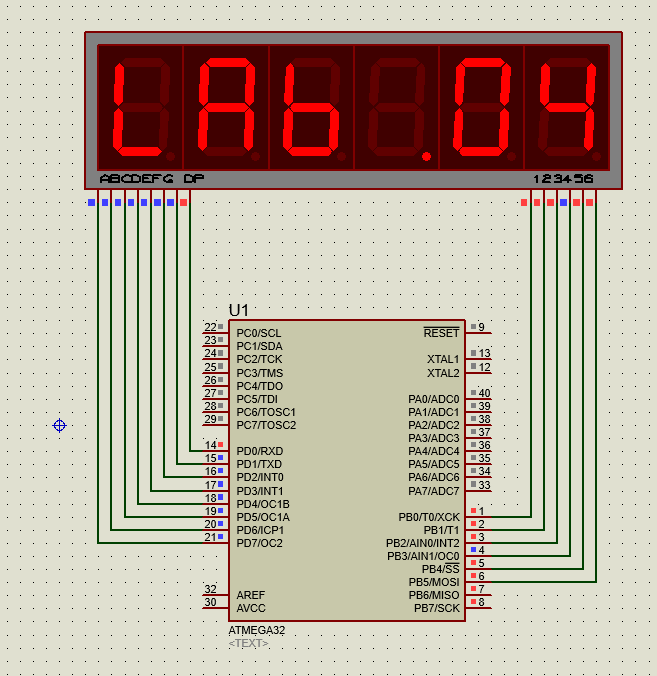 LAb .04
ABCDEFG DP 123456
U1
22 PC0/SCL RESET 9
23 PC1/SDA
24 PC2/TCK XTAL1 13
25 PC3/TMS XTAL2 12
26 PC4/TDO
27 PC5/TDI PA0/ADC0 40
28 PC6/TOSC1 PA1/ADC1 39
29 PC7/TOSC2 PA2/ADC2 38
PA3/ADC3 37
14 PD0/RXD PA4/ADC4 36
15 PD1/TXD PA5/ADC5 35
16 PD2/INT0 PA6/ADC6 34
17 PD3/INT1 PA7/ADC7 33
18 PD4/OC1B
19 PD5/OC1A PB0/T0/XCK 1
20 PD6/ICP1 PB1/T1 2
21 PD7/OC2 PB2/AIN0/INT2 3
PB3/AIN1/OC0 4
PB4/SS 5
PB5/MOSI 6
32 AREF PB6/MISO 7
30 AVCC PB7/SCK 8
ATMEGA32
<TEXT>